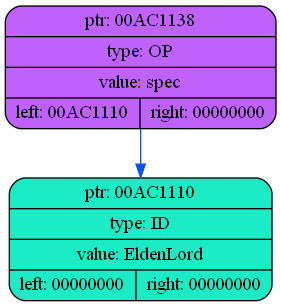 ptr: 00AC1138
type: OP
value: spec
left: 00AC1110 right: 00000000
ptr: 00AC1110
type: ID
value: EldenLord
left: 00000000 right: 00000000